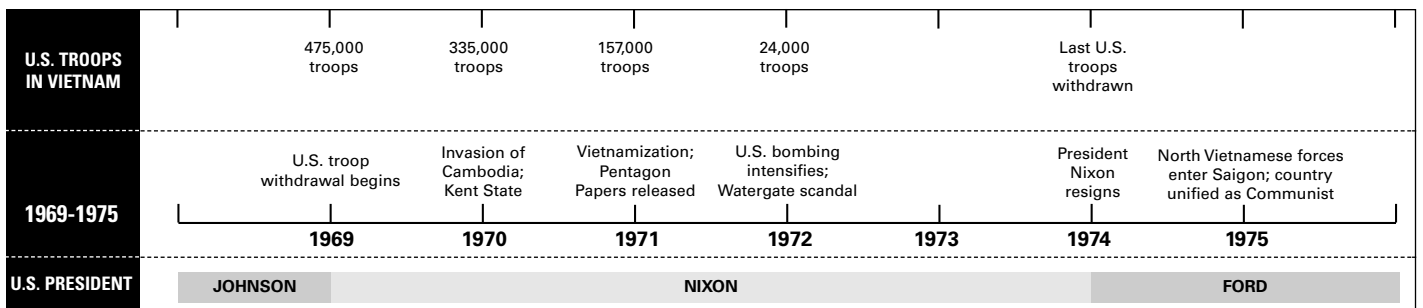 U.S. TROOPS
IN VIETNAM
475,000
troops
335,000
troops
157,000
troops
24,000
troops
Last U.S.
troops
withdrawn
1969-1975
U.S. troop
withdrawal begins
Invasion of
Cambodia;
Kent State
Vietnamization;
Pentagon
Papers released
U.S. bombing
intensifies;
Watergate scandal
President
Nixon
resigns
North Vietnamese forces
enter Saigon; country
unified as Communist
1969 1970 1971 1972 1973 1974 1975
U.S. PRESIDENT
JOHNSON NIXON FORD